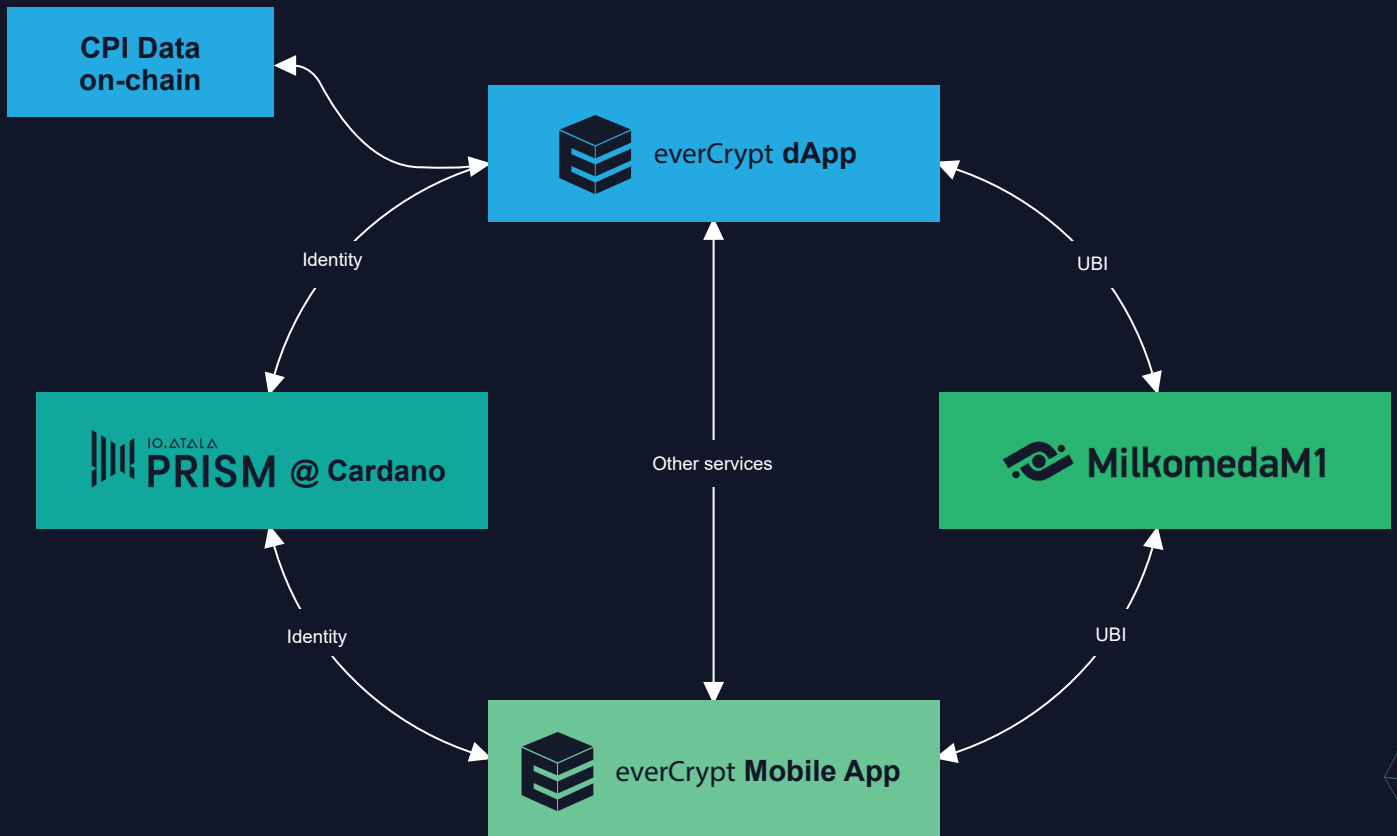 CPI Data
on-chain
everCrypt dApp
Identity
UBI
IO.ATALA
PRISM @ Cardano
Other services
MilkomedaM1
Identity
UBI
everCrypt Mobile App